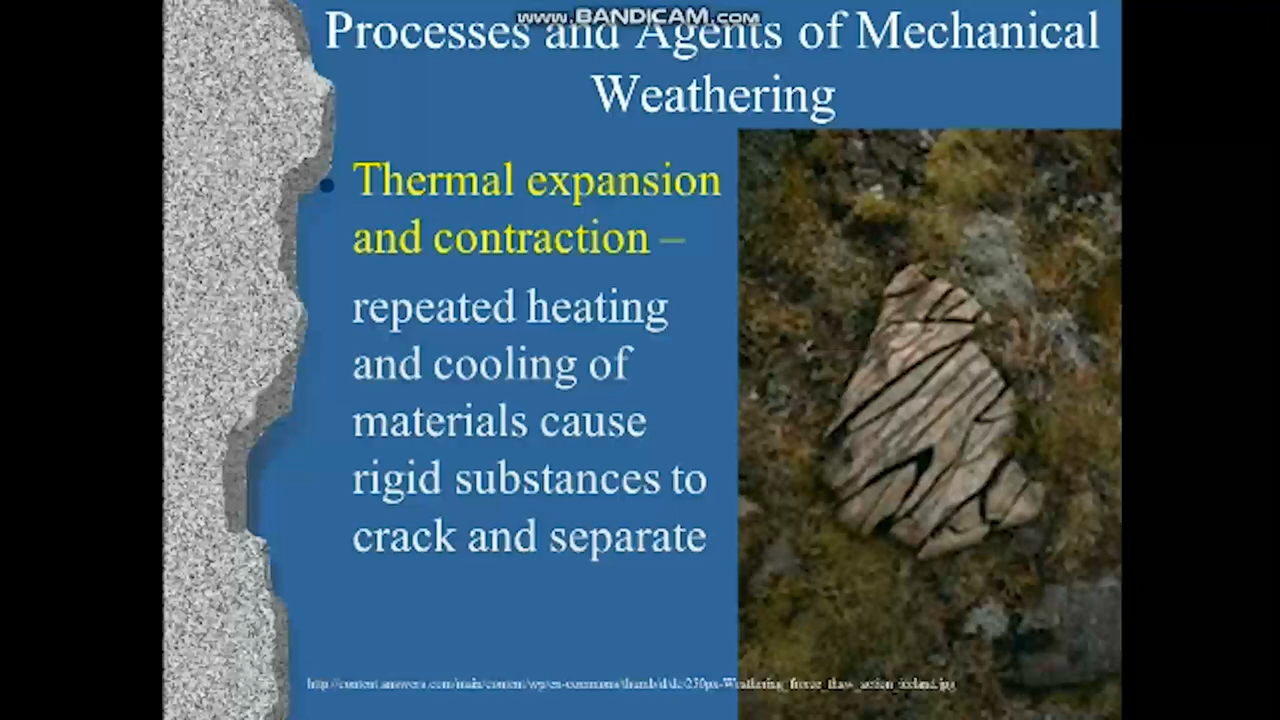 www.BANDICAM.com
Processes and Agents of Mechanical
Weathering
• Thermal expansion
and contraction –
repeated heating
and cooling of
materials cause
rigid substances to
crack and separate